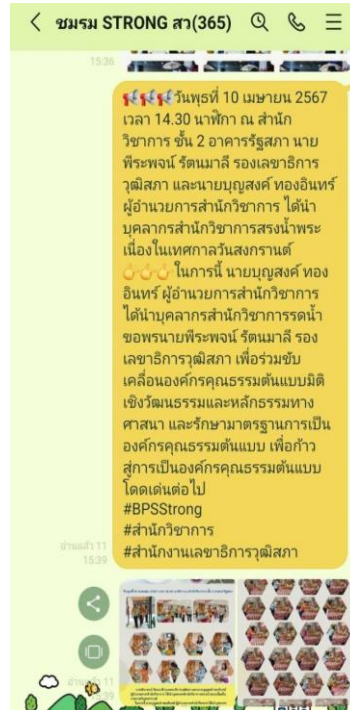 ชมรม STRONG สว(365)
15:36
วันพุธที่ 10 เมษายน 2567
เวลา 14.30 นาฬิกา ณ สำนัก
วิชาการ ชั้น 2 อาคารรัฐสภา นาย
พีระพจน์ รัตนมาลี รองเลขาธิการ
วุฒิสภา และนายบุญสงค์ ทองอินทร์
ผู้อำนวยการสำนักวิชาการ ได้นำ
บุคลากรสำนักวิชาการสรงน้ำพระ
เนื่องในเทศกาลวันสงกรานต์
ในการนี้ นายบุญสงค์ ทอง
อินทร์ ผู้อำนวยการสำนักวิชาการ
ได้นำบุคลากรสำนักวิชาการรดน้ำ
ขอพรนายพีระพจน์ รัตนมาลี รอง
เลขาธิการวุฒิสภา เพื่อร่วมขับ
เคลื่อนองค์กรคุณธรรมต้นแบบมิติ
เชิงวัฒนธรรมและหลักธรรมทาง
ศาสนา และรักษามาตรฐานการเป็น
องค์กรคุณธรรมต้นแบบ เพื่อก้าว
สู่การเป็นองค์กรคุณธรรมต้นแบบ
โดดเด่นต่อไป
#BPSStrong
#สำนักวิชาการ
#สำนักงานเลขาธิการวุฒิสภา
อ่านแล้ว 11
15:39
อ่านแล้ว 11